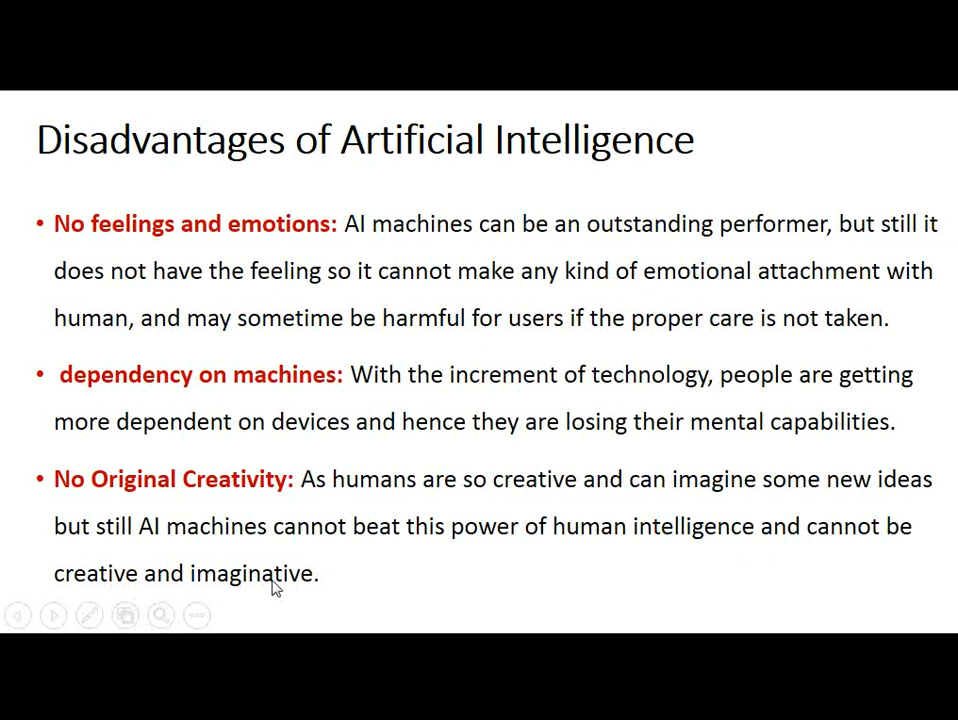 Disadvantages of Artificial Intelligence
• No feelings and emotions: AI machines can be an outstanding performer, but still it
does not have the feeling so it cannot make any kind of emotional attachment with
human, and may sometime be harmful for users if the proper care is not taken.
• dependency on machines: With the increment of technology, people are getting
more dependent on devices and hence they are losing their mental capabilities.
• No Original Creativity: As humans are so creative and can imagine some new ideas
but still AI machines cannot beat this power of human intelligence and cannot be
creative and imaginative.